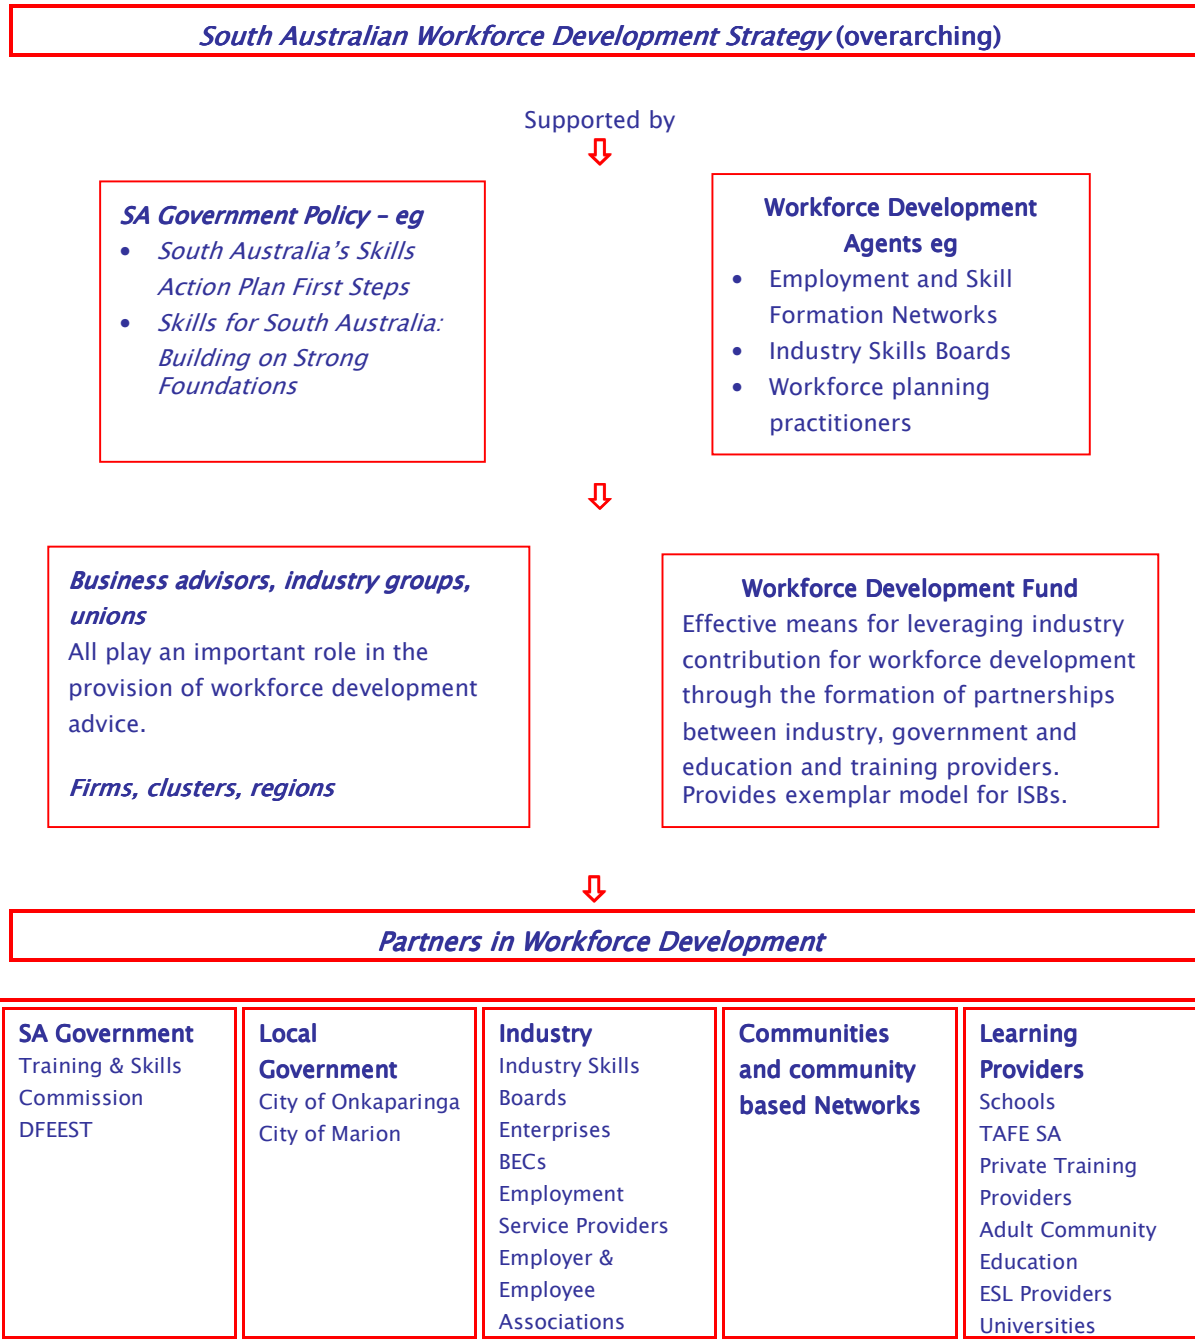 South Australian Workforce Development Strategy (overarching)
Supported by
SA Government Policy – eg
• South Australia's Skills
Action Plan First Steps
• Skills for South Australia:
Building on Strong
Foundations
Workforce Development
Agents eg
• Employment and Skill
Formation Networks
• Industry Skills Boards
• Workforce planning
practitioners
Business advisors, industry groups,
unions
All play an important role in the
provision of workforce development
advice.
Firms, clusters, regions
Workforce Development Fund
Effective means for leveraging industry
contribution for workforce development
through the formation of partnerships
between industry, government and
education and training providers.
Provides exemplar model for ISBs.
Partners in Workforce Development
SA Government
Training & Skills
Commission
DFEEST
Local
Government
City of Onkaparinga
City of Marion
Industry
Industry Skills
Boards
Enterprises
BECs
Employment
Service Providers
Employer &
Employee
Associations
Communities
and community
based Networks
Learning
Providers
Schools
TAFE SA
Private Training
Providers
Adult Community
Education
ESL Providers
Universities